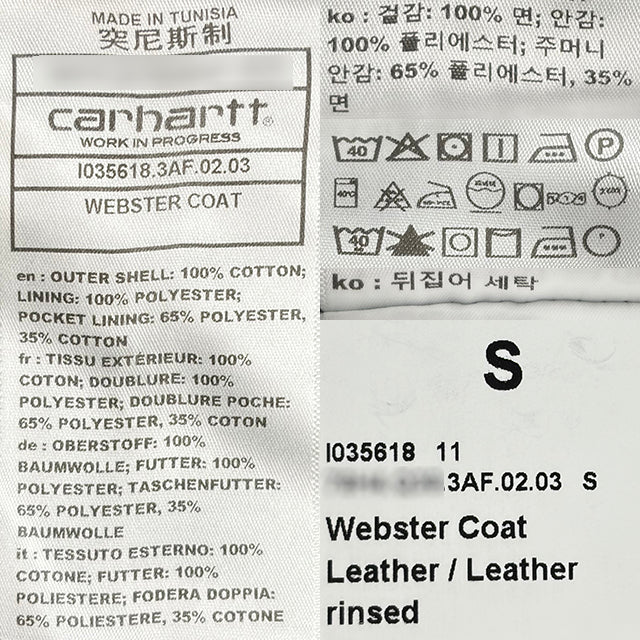 MADE IN TUNISIA
突尼斯制
carhartt®
WORK IN PROGRESS
I035618.3AF.02.03
WEBSTER COAT
en : OUTER SHELL: 100% COTTON;
LINING: 100% POLYESTER;
POCKET LINING: 65% POLYESTER,
35% COTTON
fr : TISSU EXTÉRIEUR: 100%
COTON; DOUBLURE: 100%
POLYESTER; DOUBLURE POCHE:
65% POLYESTER, 35% COTON
de : OBERSTOFF: 100%
BAUMWOLLE; FUTTER: 100%
POLYESTER; TASCHENFUTTER:
65% POLYESTER, 35%
BAUMWOLLE
it : TESSUTO ESTERNO: 100%
COTONE; FUTTER: 100%
POLIESTERE; FODERA DOPPIA:
65% POLIESTERE, 35% COTONE
ko : 겉감: 100% 면; 안감:
100% 폴리에스터; 주머니
안감: 65% 폴리에스터, 35%
면
40 P
40
ko : 뒤집어 세탁
S
I035618 11
.3AF.02.03 S
Webster Coat
Leather / Leather
rinsed